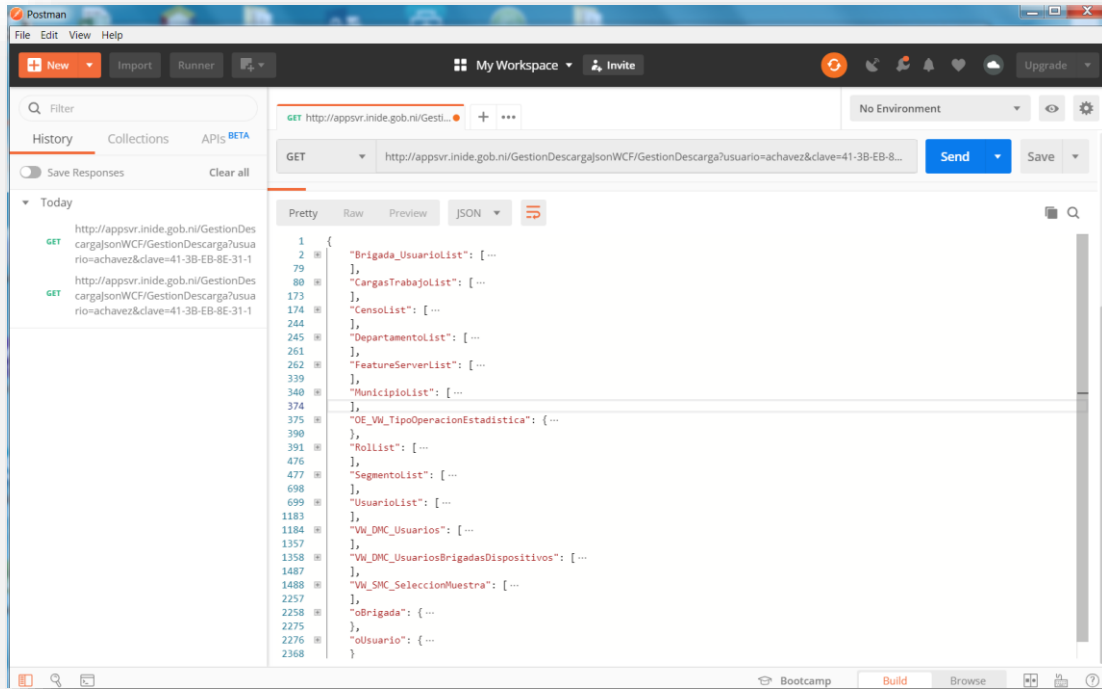 Postman
File Edit View Help
New Import Runner My Workspace Invite Upgrade
Filter
History Collections APIs BETA
Save Responses Clear all
Today
GET http://appsvr.inide.gob.ni/GestionDes
cargaJsonWCF/GestionDescarga?usua
rio=achavez&clave=41-3B-EB-8E-31-1
GET http://appsvr.inide.gob.ni/GestionDes
cargaJsonWCF/GestionDescarga?usua
rio=achavez&clave=41-3B-EB-8E-31-1
GET http://appsvr.inide.gob.ni/Gesti... + •••
No Environment
GET http://appsvr.inide.gob.ni/GestionDescargaJsonWCF/GestionDescarga?usuario=achavez&clave=41-3B-EB-8... Send Save
Pretty Raw Preview JSON
1 {
2 "Brigada_UsuarioList": [ ⋯
79 ],
80 "CargasTrabajoList": [ ⋯
173 ],
174 "CensoList": [ ⋯
244 ],
245 "DepartamentoList": [ ⋯
261 ],
262 "FeatureServerList": [ ⋯
339 ],
340 "MunicipioList": [ ⋯
374 ],
375 "OE_VW_TipoOperacionEstadistica": { ⋯
390 },
391 "RolList": [ ⋯
476 ],
477 "SegmentoList": [ ⋯
698 ],
699 "UsuarioList": [ ⋯
1183 ],
1184 "VW_DMC_Usuarios": [ ⋯
1357 ],
1358 "VW_DMC_UsuariosBrigadasDispositivos": [ ⋯
1487 ],
1488 "VW_SMC_SeleccionMuestra": [ ⋯
2257 ],
2258 "oBrigada": { ⋯
2275 },
2276 "oUsuario": { ⋯
2368 }
Bootcamp Build Browse